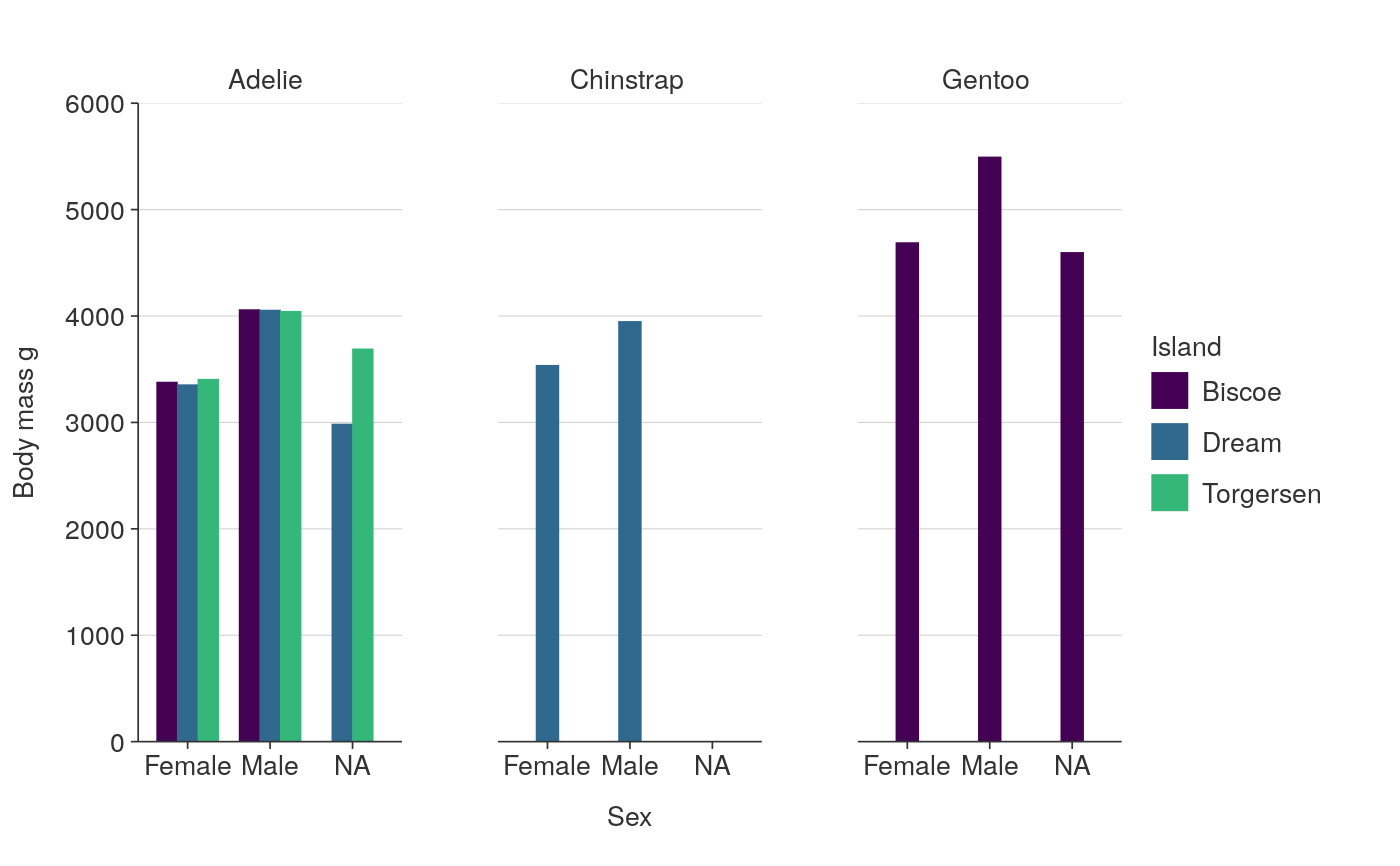 Adelie
Chinstrap
Gentoo
6000
5000
4000
3000
2000
1000
0
Body mass g
Female Male NA
Female Male NA
Female Male NA
Sex
Island
Biscoe
Dream
Torgersen